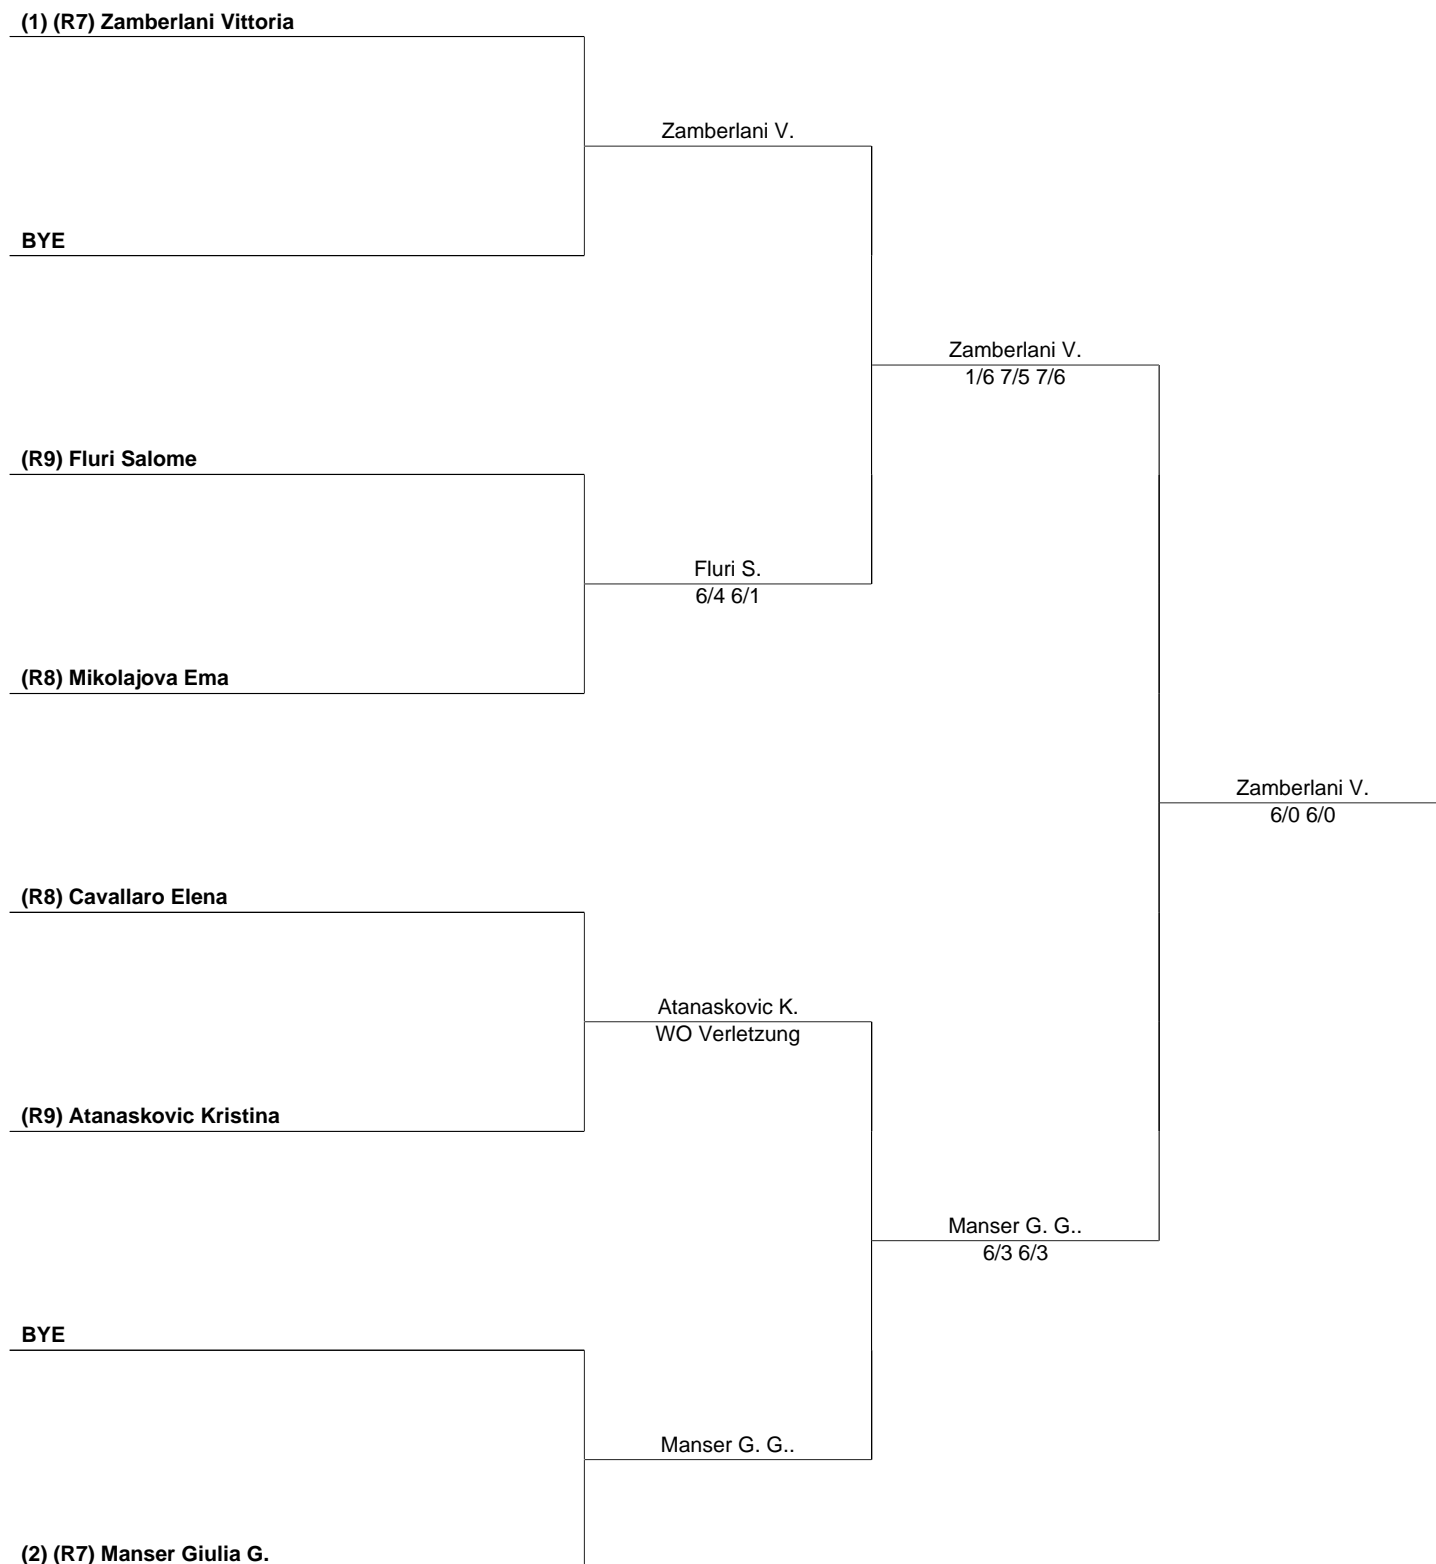 (1) (R7) Zamberlani Vittoria
Zamberlani V.
BYE
Zamberlani V.
1/6 7/5 7/6
(R9) Fluri Salome
Fluri S.
6/4 6/1
(R8) Mikolajova Ema
Zamberlani V.
6/0 6/0
(R8) Cavallaro Elena
Atanaskovic K.
WO Verletzung
(R9) Atanaskovic Kristina
Manser G. G..
6/3 6/3
BYE
Manser G. G..
(2) (R7) Manser Giulia G.